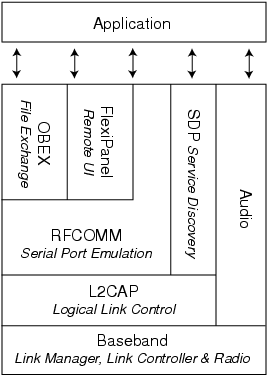 Application
OBEX
File Exchange
FlexiPanel
Remote UI
SDP Service Discovery
Audio
RFCOMM
Serial Port Emulation
L2CAP
Logical Link Control
Baseband
Link Manager, Link Controller & Radio